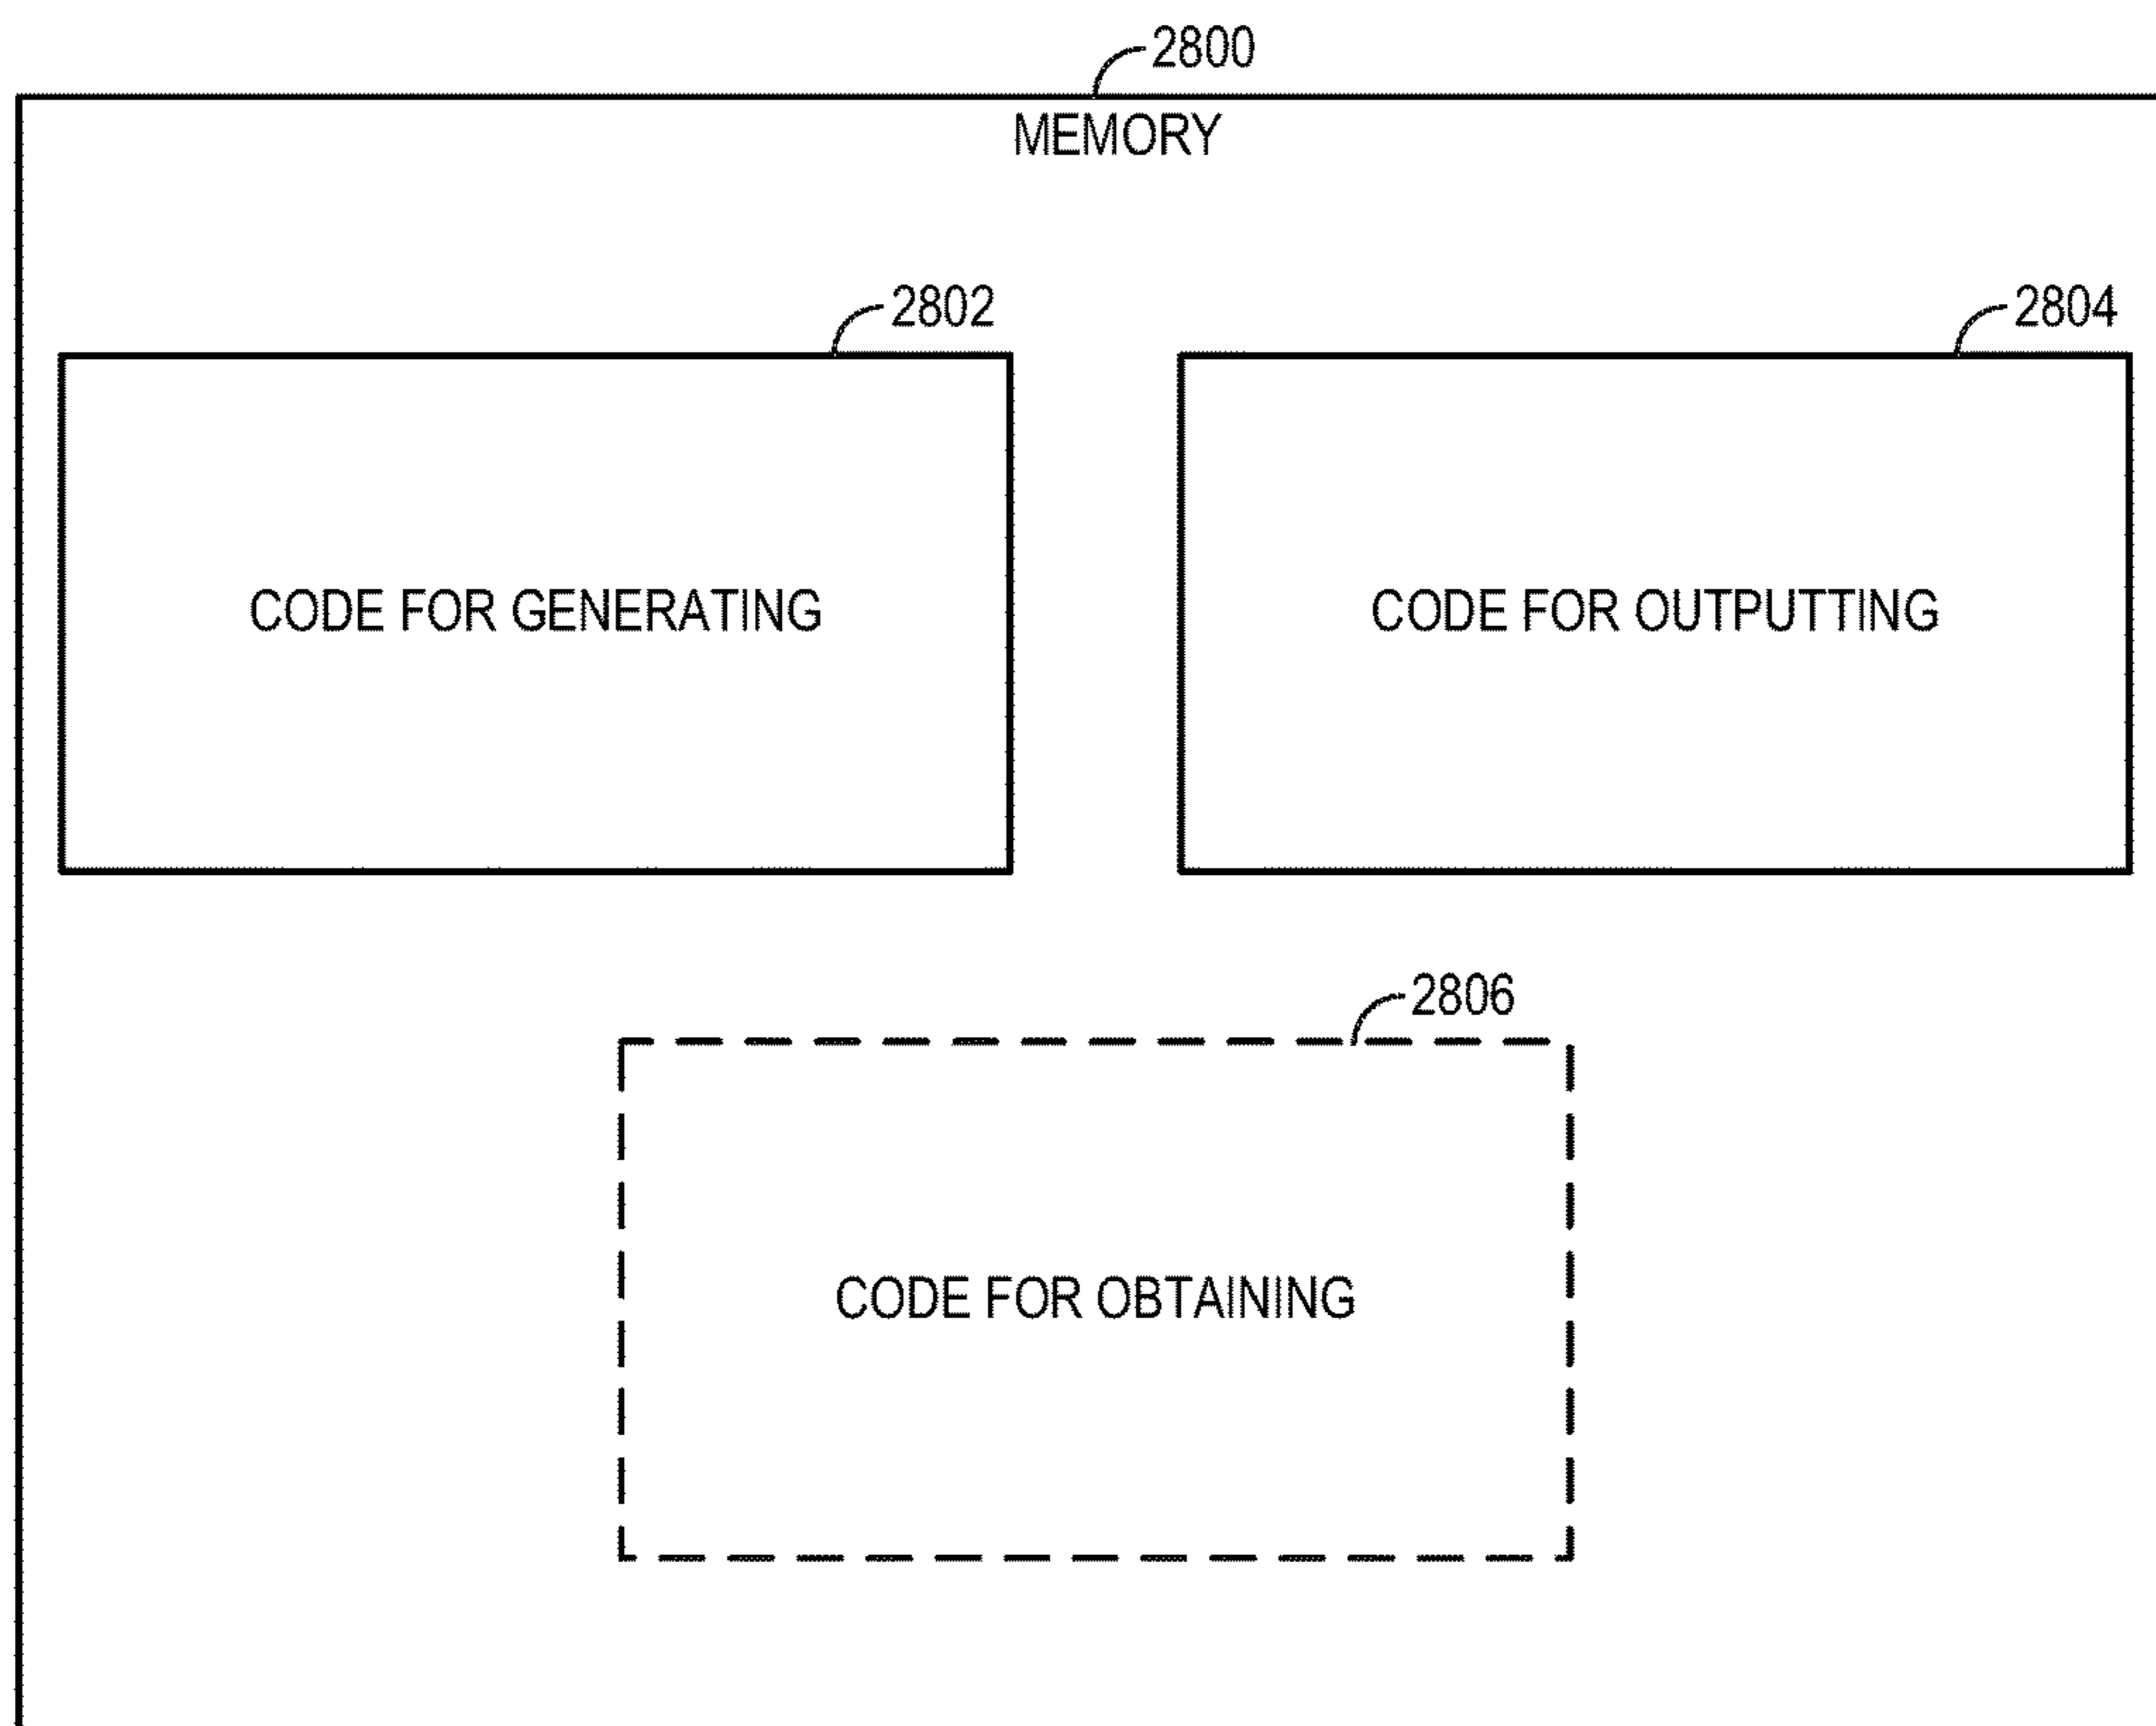 2800
MEMORY
2802
2804
CODE FOR GENERATING
CODE FOR OUTPUTTING
2806
CODE FOR OBTAINING